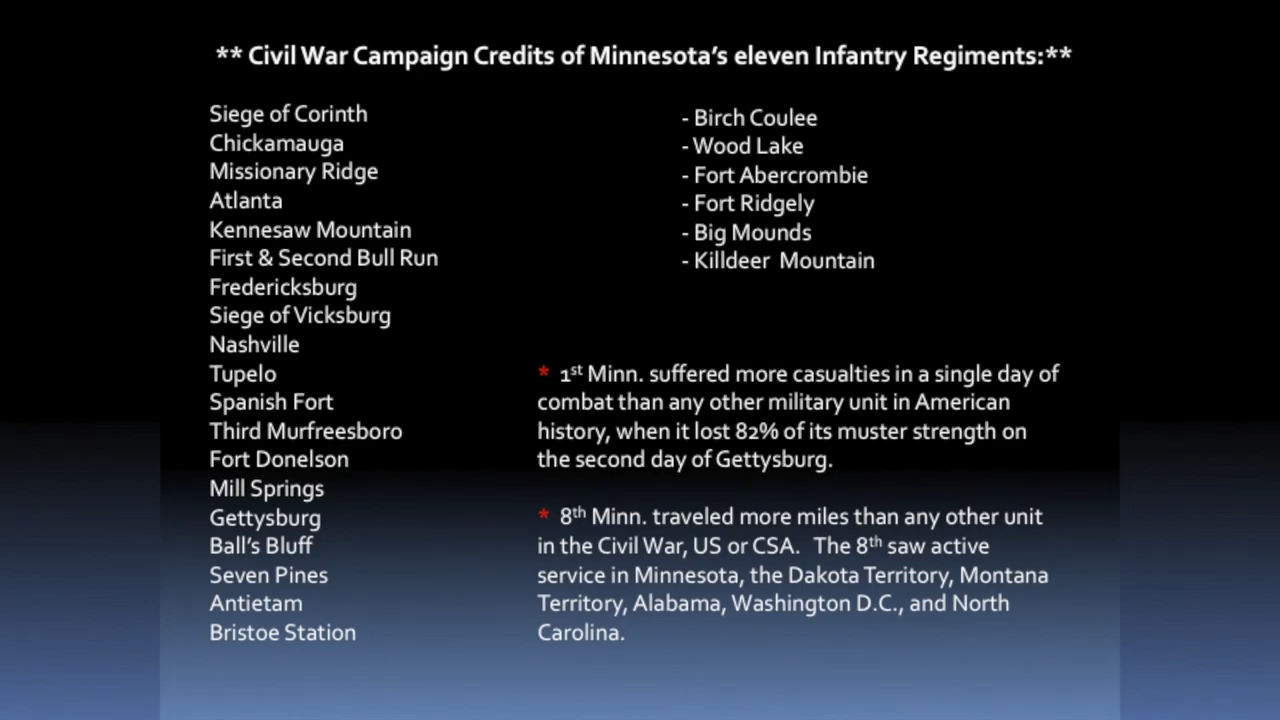 ** Civil War Campaign Credits of Minnesota's eleven Infantry Regiments:**
Siege of Corinth
Chickamauga
Missionary Ridge
Atlanta
Kennesaw Mountain
First & Second Bull Run
Fredericksburg
Siege of Vicksburg
Nashville
Tupelo
Spanish Fort
Third Murfreesboro
Fort Donelson
Mill Springs
Gettysburg
Ball's Bluff
Seven Pines
Antietam
Bristoe Station
- Birch Coulee
- Wood Lake
- Fort Abercrombie
- Fort Ridgely
- Big Mounds
- Killdeer Mountain
* 1st Minn. suffered more casualties in a single day of
combat than any other military unit in American
history, when it lost 82% of its muster strength on
the second day of Gettysburg.
* 8th Minn. traveled more miles than any other unit
in the Civil War, US or CSA. The 8th saw active
service in Minnesota, the Dakota Territory, Montana
Territory, Alabama, Washington D.C., and North
Carolina.